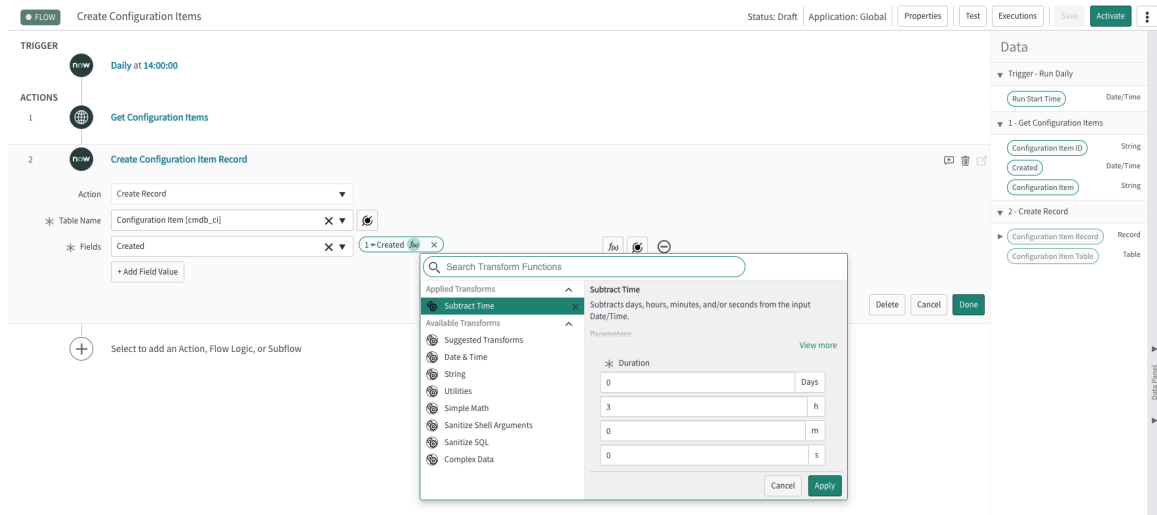 FLOW
Create Configuration Items
Status: Draft
Application: Global
Properties
Test
Executions
Save
Activate
TRIGGER
now
Daily at 14:00:00
ACTIONS
1
Get Configuration Items
2
now
Create Configuration Item Record
Action
Create Record
Table Name
Configuration Item [cmdb_ci]
Fields
Created
1 Created f(x)
f(x)
+ Add Field Value
Search Transform Functions
Applied Transforms
Subtract Time
Available Transforms
Suggested Transforms
Date & Time
String
Utilities
Simple Math
Sanitize Shell Arguments
Sanitize SQL
Complex Data
Subtract Time
Subtracts days, hours, minutes, and/or seconds from the input
Date/Time.
Parameters:
View more
Duration
0 Days
3 h
0 m
0 s
Cancel
Apply
Delete
Cancel
Done
Select to add an Action, Flow Logic, or Subflow
Data
Trigger - Run Daily
Run Start Time Date/Time
1 - Get Configuration Items
Configuration Item ID String
Created Date/Time
Configuration Item String
2 - Create Record
Configuration Item Record Record
Configuration Item Table Table
Data Panel